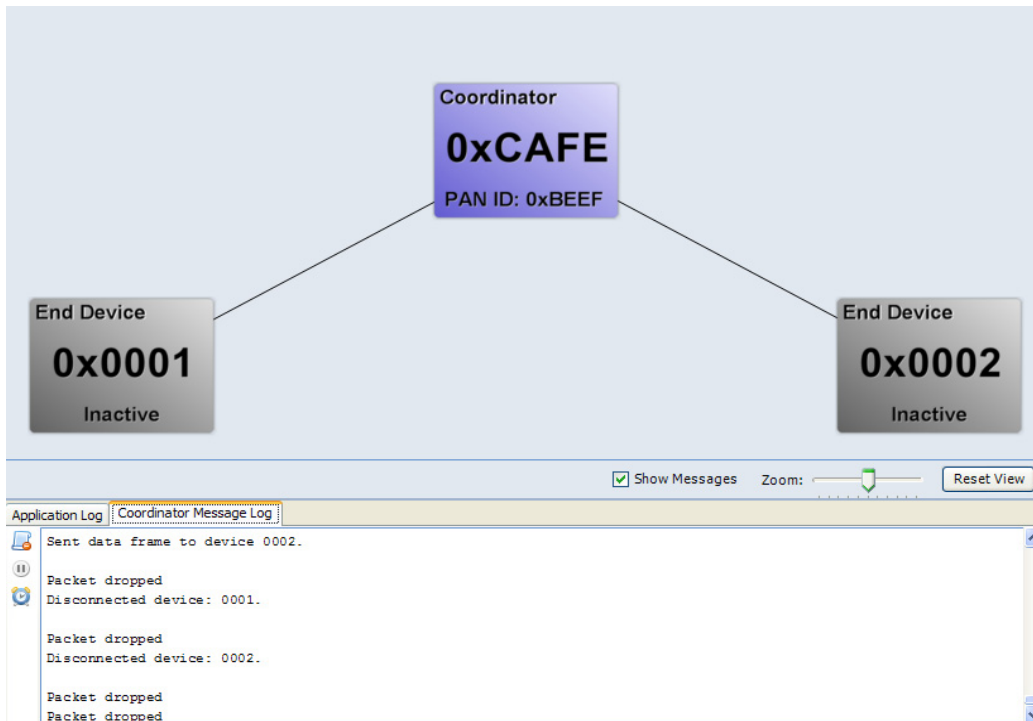 Coordinator
0xCAFE
PAN ID: 0xBEEF
End Device
0x0001
Inactive
End Device
0x0002
Inactive
Show Messages Zoom: Reset View
Application Log Coordinator Message Log
Sent data frame to device 0002.
Packet dropped
Disconnected device: 0001.
Packet dropped
Disconnected device: 0002.
Packet dropped
Packet dropped